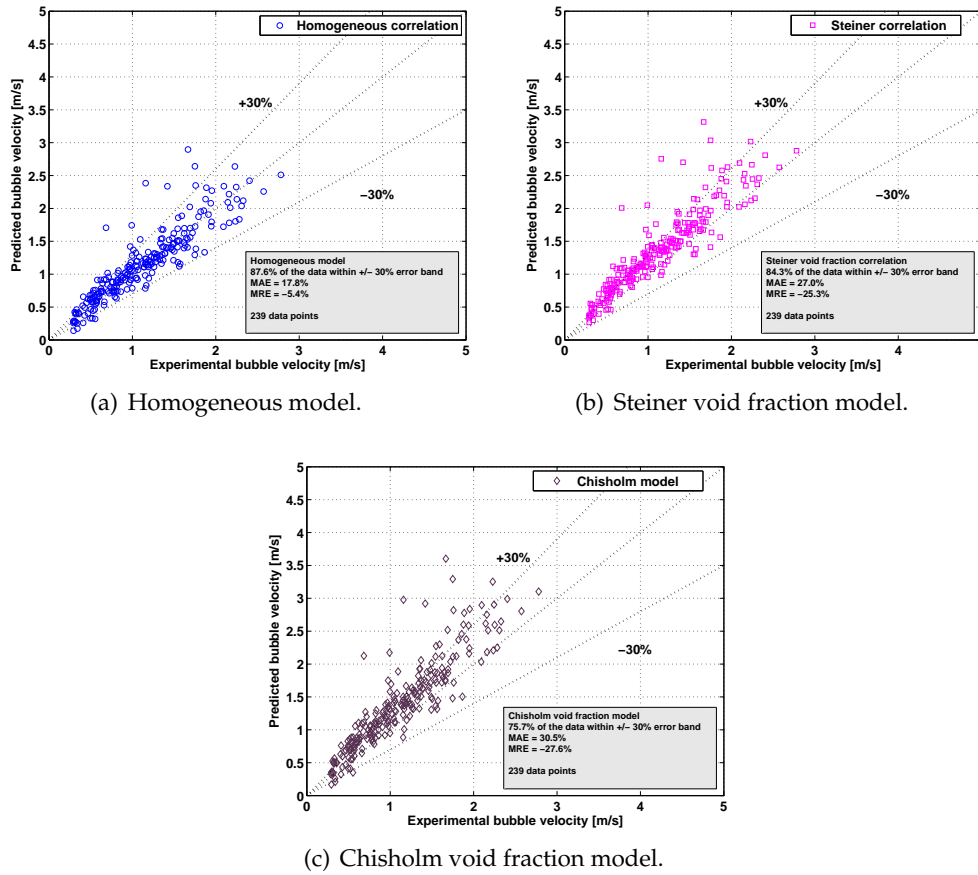 Homogeneous correlation
Predicted bubble velocity [m/s]
5
4.5
4
3.5
3
2.5
2
1.5
1
0.5
0
+30%
−30%
Homogeneous model
87.6% of the data within +/− 30% error band
MAE = 17.8%
MRE = −5.4%
239 data points
0 1 2 3 4 5
Experimental bubble velocity [m/s]
(a) Homogeneous model.
Steiner correlation
Predicted bubble velocity [m/s]
5
4.5
4
3.5
3
2.5
2
1.5
1
0.5
0
+30%
−30%
Steiner void fraction correlation
84.3% of the data within +/− 30% error band
MAE = 27.0%
MRE = −25.3%
239 data points
0 1 2 3 4
Experimental bubble velocity [m/s]
(b) Steiner void fraction model.
Chisholm model
Predicted bubble velocity [m/s]
5
4.5
4
3.5
3
2.5
2
1.5
1
0.5
0
+30%
−30%
Chisholm void fraction model
75.7% of the data within +/− 30% error band
MAE = 30.5%
MRE = −27.6%
239 data points
0 1 2 3 4 5
Experimental bubble velocity [m/s]
(c) Chisholm void fraction model.